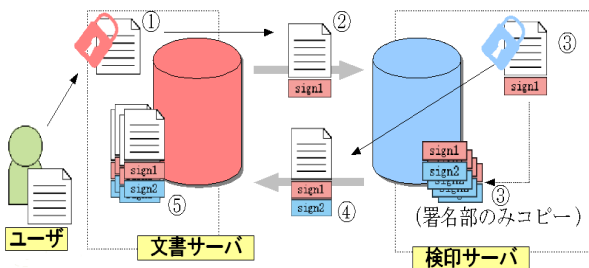 ①
②
③
sign1
sign1
sign1
sign2
sign1
sign2
⑤
sign1
sign2
④
③
(署名部のみコピー)
ユーザ
文書サーバ
検印サーバ